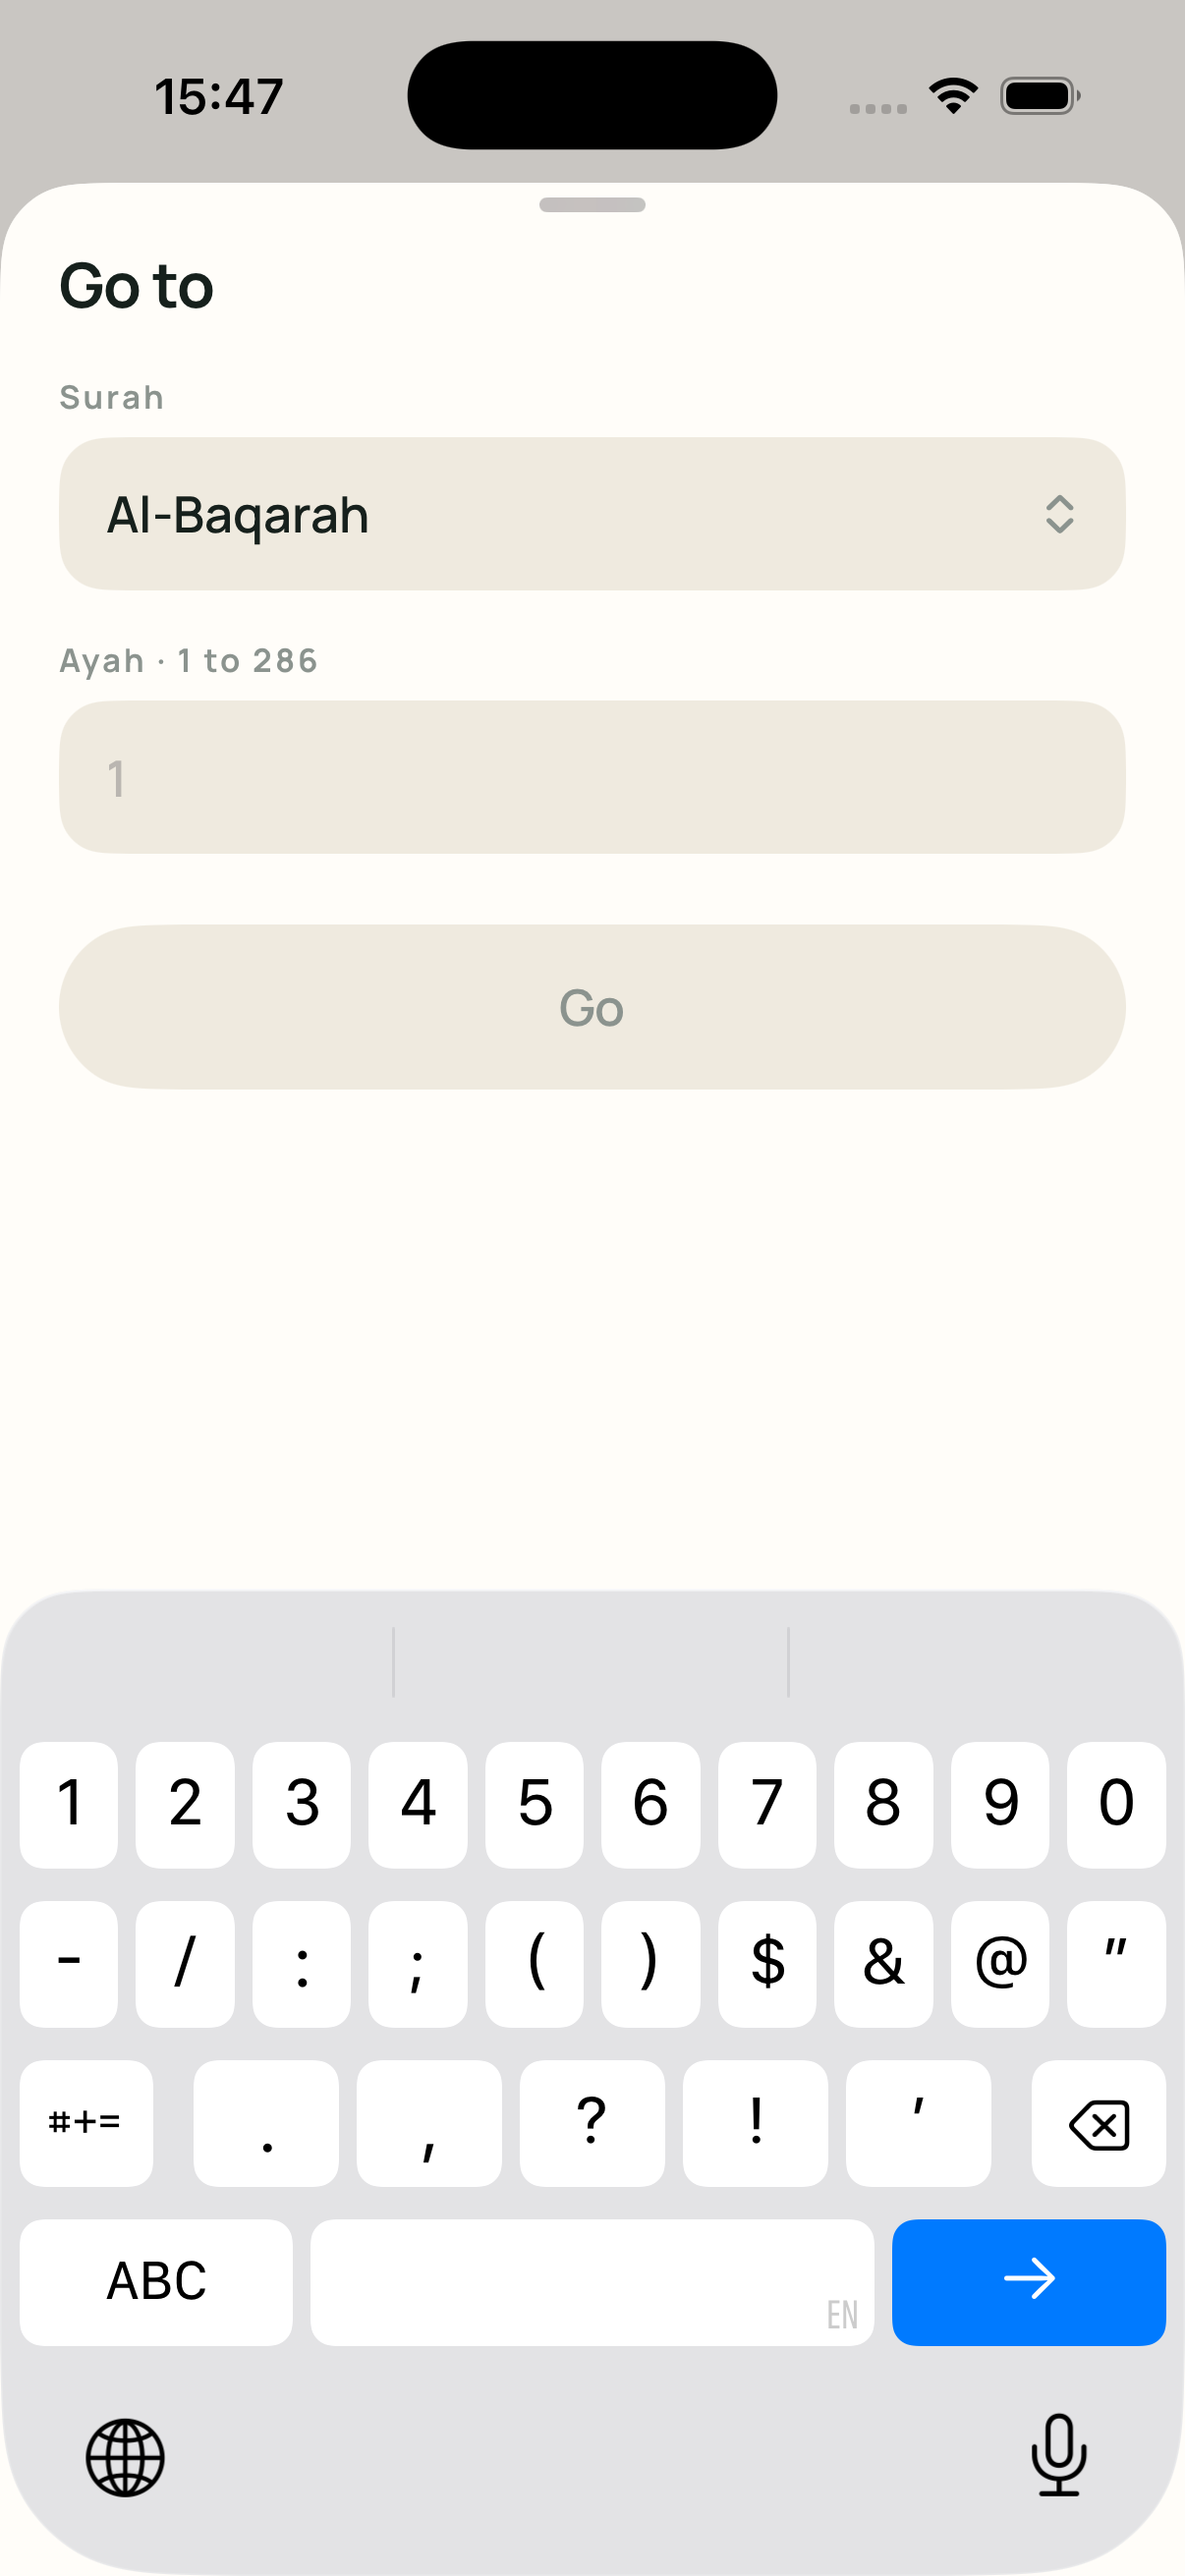 15:47
Go to
Surah
Al-Baqarah
Ayah · 1 to 286
1
Go
1 2 3 4 5 6 7 8 9 0
- / : ; ( ) $ & @ "
#+= . , ? ! '
ABC EN